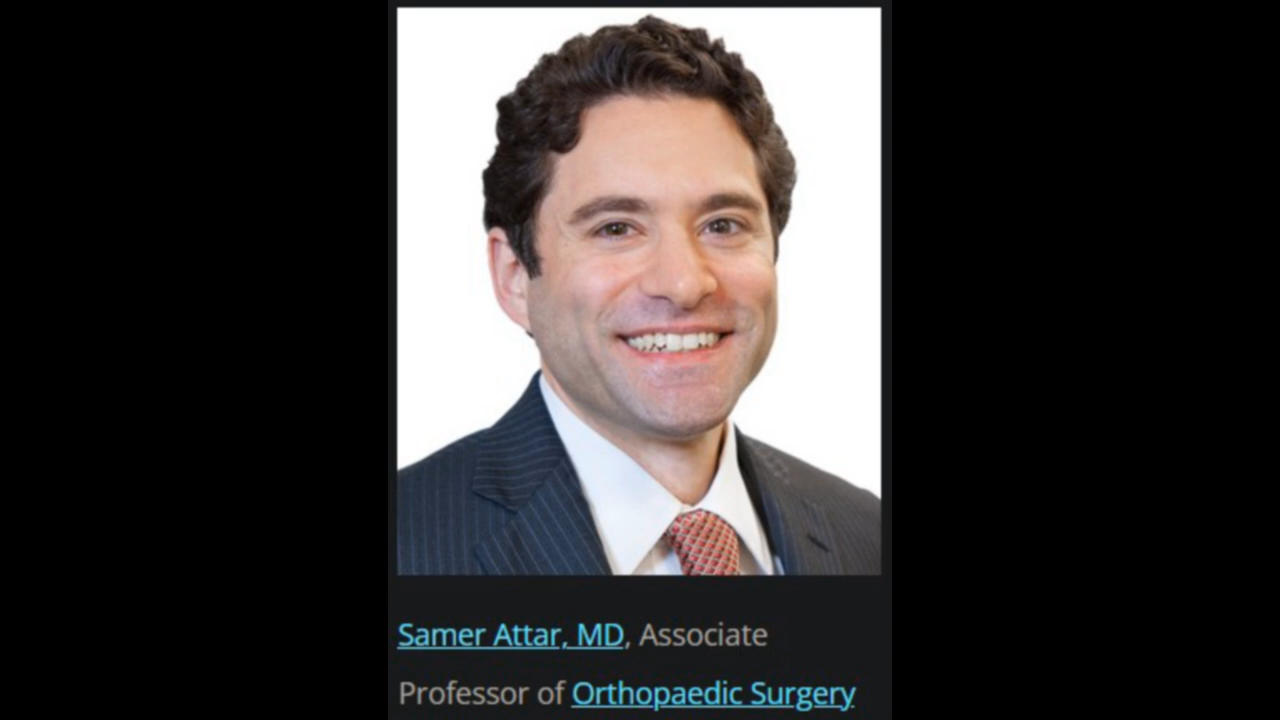 Samer Attar, MD, Associate
Professor of Orthopaedic Surgery